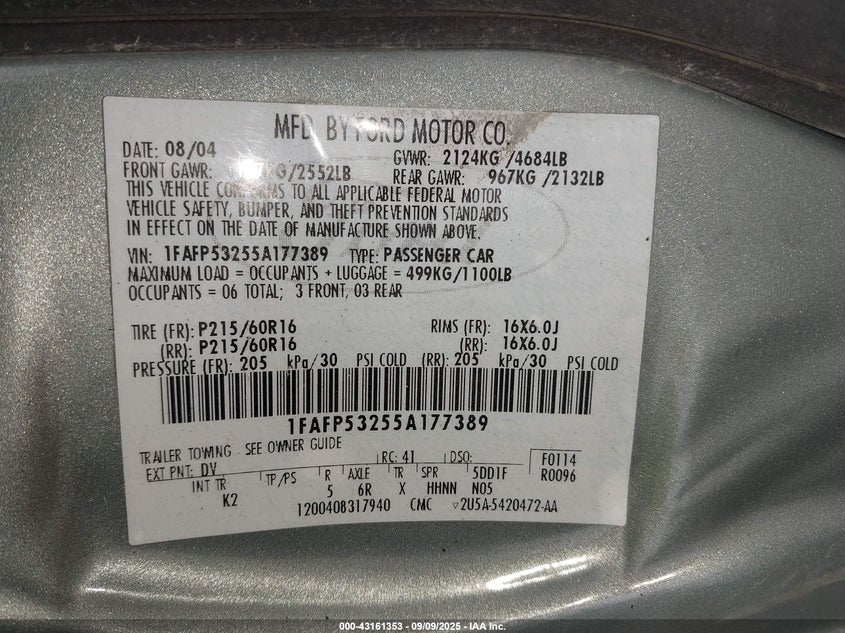 MFD. BY FORD MOTOR CO.
DATE: 08/04 GVWR: 2124KG /4684LB
FRONT GAWR: G/2552LB REAR GAWR: 967KG /2132LB
THIS VEHICLE CONFORMS TO ALL APPLICABLE FEDERAL MOTOR
VEHICLE SAFETY, BUMPER, AND THEFT PREVENTION STANDARDS
IN EFFECT ON THE DATE OF MANUFACTURE SHOWN ABOVE.
VIN: 1FAFP53255A177389 TYPE: PASSENGER CAR
MAXIMUM LOAD = OCCUPANTS + LUGGAGE = 499KG/1100LB
OCCUPANTS = 06 TOTAL; 3 FRONT, 03 REAR
TIRE (FR): P215/60R16 RIMS (FR): 16X6.0J
(RR): P215/60R16 (RR): 16X6.0J
PRESSURE (FR): 205 kPa/30 PSI COLD (RR): 205 kPa/30 PSI COLD
1FAFP53255A177389
TRAILER TOWING - SEE OWNER GUIDE
EXT PNT: DV RC: 41 DSO: F0114
INT TR TP/PS R AXLE TR SPR 5DD1F R0096
K2 5 6R X HHNN N05
1200408317940 CMC 2U5A-5420472-AA
000-43161353 - 09/09/2025 - IAA Inc.